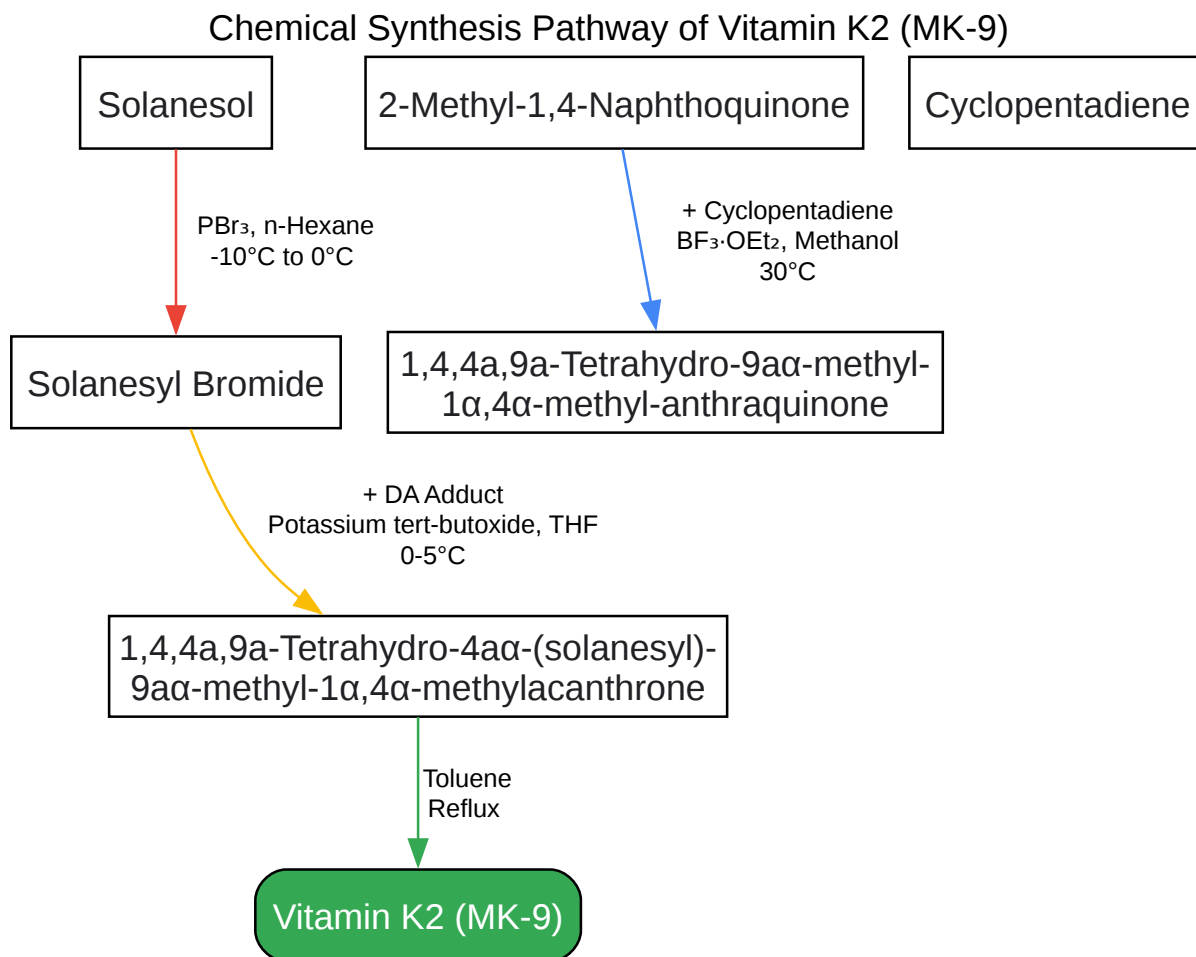 Chemical Synthesis Pathway of Vitamin K2 (MK-9)
Solanesol
2-Methyl-1,4-Naphthoquinone
Cyclopentadiene
PBr₃, n-Hexane
-10°C to 0°C
+ Cyclopentadiene
BF₃·OEt₂, Methanol
30°C
Solanesyl Bromide
1,4,4a,9a-Tetrahydro-9aα-methyl-
1α,4α-methyl-anthraquinone
+ DA Adduct
Potassium tert-butoxide, THF
0-5°C
1,4,4a,9a-Tetrahydro-4aα-(solanesyl)-
9aα-methyl-1α,4α-methylacanthrone
Toluene
Reflux
Vitamin K2 (MK-9)